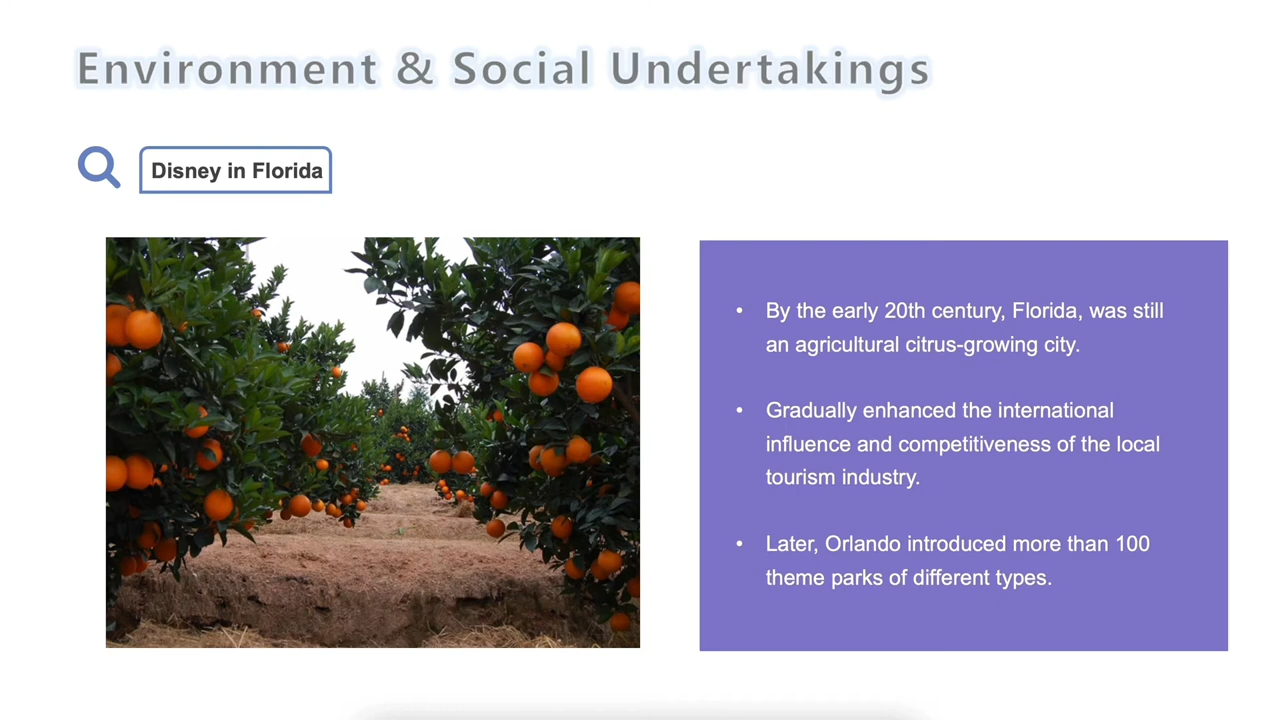 Environment & Social Undertakings
Disney in Florida
• By the early 20th century, Florida, was still
an agricultural citrus-growing city.
• Gradually enhanced the international
influence and competitiveness of the local
tourism industry.
• Later, Orlando introduced more than 100
theme parks of different types.